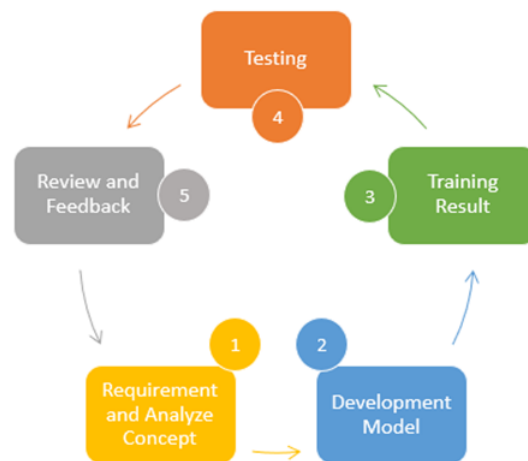 Testing
4
Review and
Feedback
5
3
Training
Result
1
2
Requirement
and Analyze
Concept
Development
Model